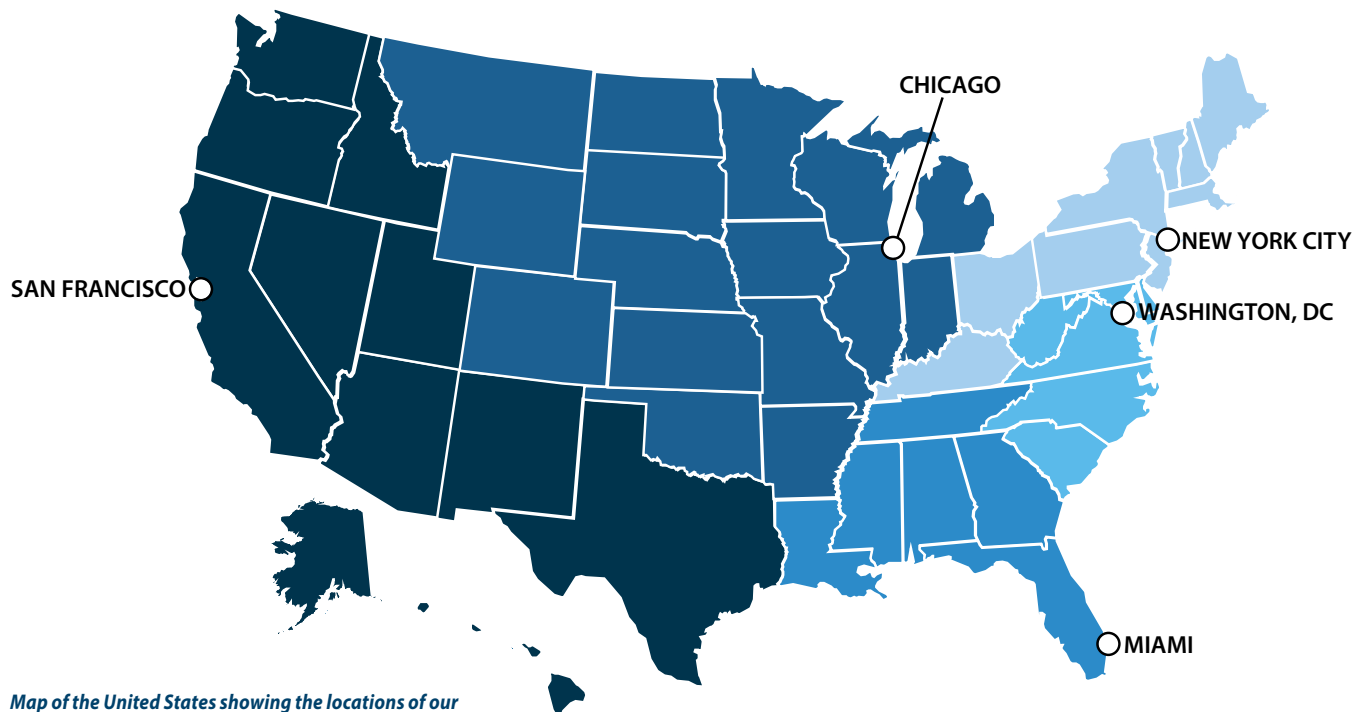 CHICAGO
NEW YORK CITY
SAN FRANCISCO
WASHINGTON, DC
MIAMI
Map of the United States showing the locations of our